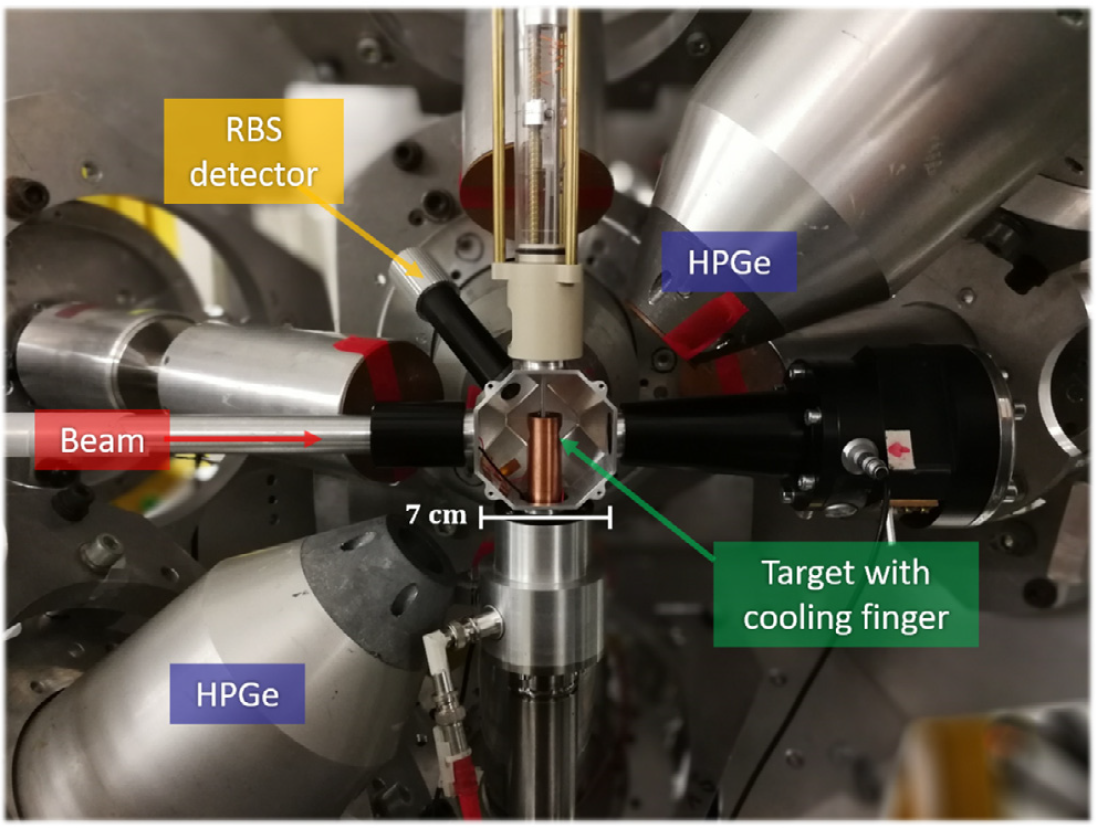 RBS
detector
HPGe
Beam
7 cm
Target with
cooling finger
HPGe